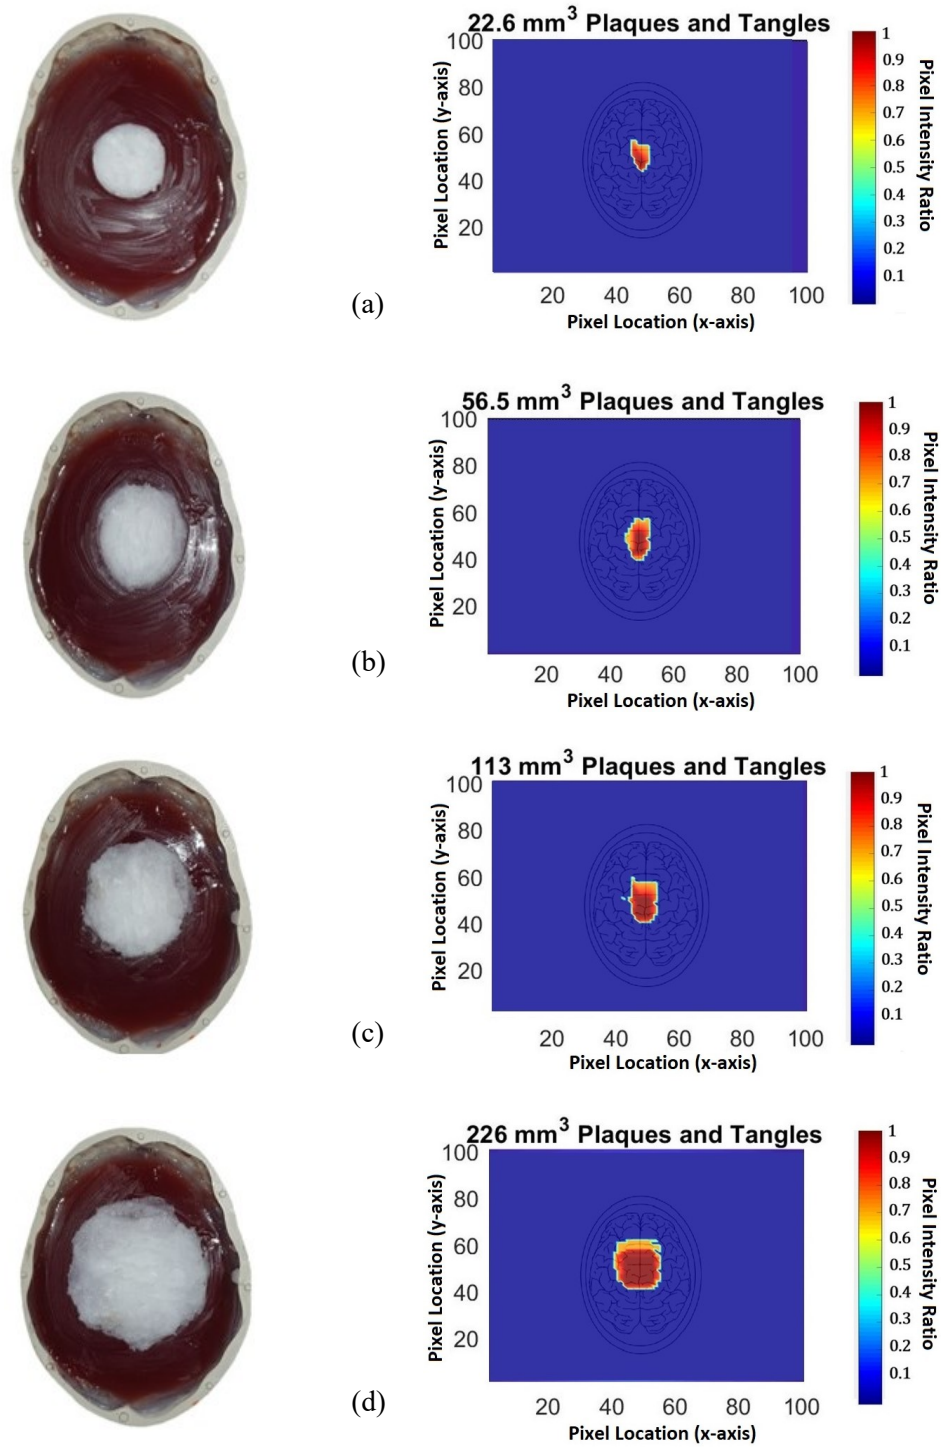 22.6 mm³ Plaques and Tangles
100
80
60
40
20
Pixel Location (y-axis)
20 40 60 80 100
Pixel Location (x-axis)
1
0.9
0.8
0.7
0.6
0.5
0.4
0.3
0.2
0.1
Pixel Intensity Ratio
(a)
56.5 mm³ Plaques and Tangles
100
80
60
40
20
Pixel Location (y-axis)
20 40 60 80 100
Pixel Location (x-axis)
1
0.9
0.8
0.7
0.6
0.5
0.4
0.3
0.2
0.1
Pixel Intensity Ratio
(b)
113 mm³ Plaques and Tangles
100
80
60
40
20
Pixel Location (y-axis)
20 40 60 80 100
Pixel Location (x-axis)
1
0.9
0.8
0.7
0.6
0.5
0.4
0.3
0.2
0.1
Pixel Intensity Ratio
(c)
226 mm³ Plaques and Tangles
100
80
60
40
20
Pixel Location (y-axis)
20 40 60 80 100
Pixel Location (x-axis)
1
0.9
0.8
0.7
0.6
0.5
0.4
0.3
0.2
0.1
Pixel Intensity Ratio
(d)